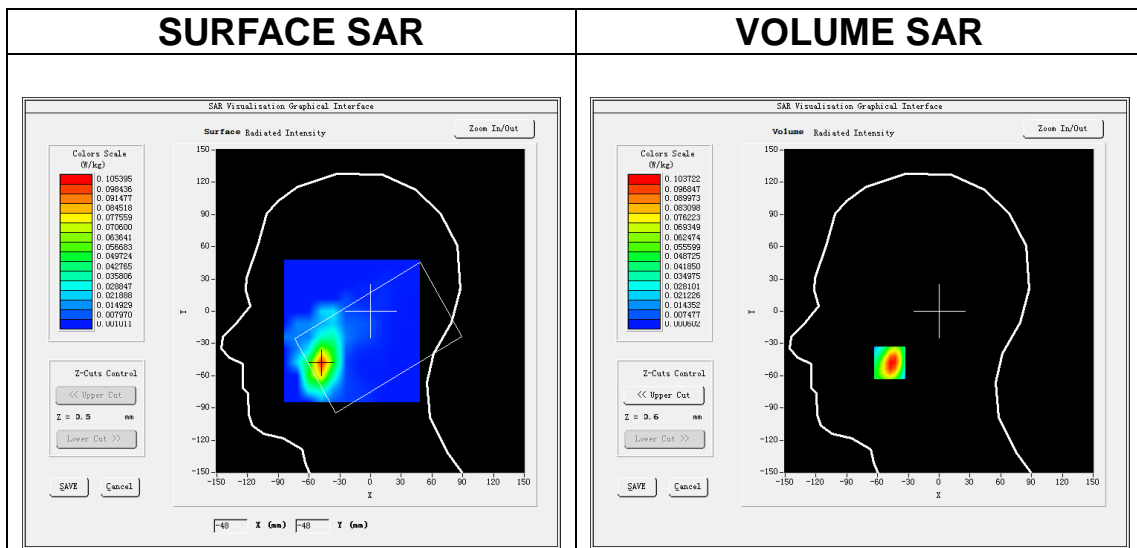 SURFACE SAR
VOLUME SAR
SAR Visualisation Graphical Interface
Surface Radiated Intensity
Zoom In/Out
Colors Scale
(W/kg)
0.105395
0.098436
0.091477
0.084518
0.077559
0.070600
0.063641
0.056683
0.049724
0.042765
0.035806
0.028847
0.021888
0.014929
0.007970
0.001011
150
120
90
60
30
0
-30
-60
-90
-120
-150
Y
-150 -120 -90 -60 -30 0 30 60 90 120 150
X
Z-Cuts Control
<< Upper Cut
Z = 0.5 mm
Lower Cut >>
SAVE Cancel
-48 X (mm) -48 Y (mm)
SAR Visualisation Graphical Interface
Volume Radiated Intensity
Zoom In/Out
Colors Scale
(W/kg)
0.103722
0.096847
0.089973
0.083098
0.076223
0.069349
0.062474
0.055599
0.048725
0.041850
0.034975
0.028101
0.021226
0.014352
0.007477
0.000602
150
120
90
60
30
0
-30
-60
-90
-120
-150
Y
-150 -120 -90 -60 -30 0 30 60 90 120 150
X
Z-Cuts Control
<< Upper Cut
Z = 0.6 mm
Lower Cut >>
SAVE Cancel